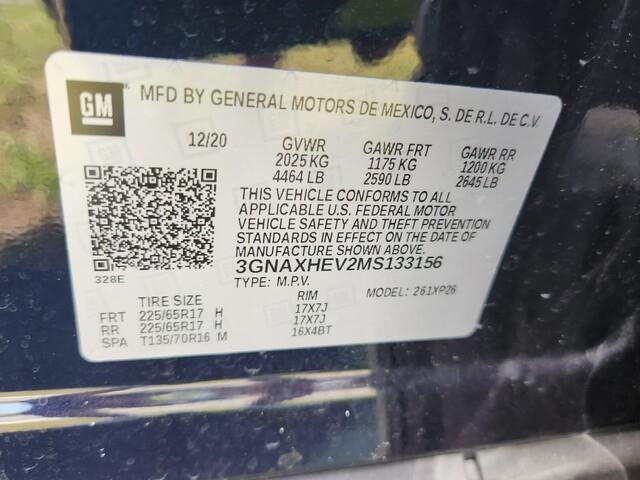 GM MFD BY GENERAL MOTORS DE MEXICO, S. DE R.L. DE C.V.
12/20 GVWR GAWR FRT GAWR RR
2025 KG 1175 KG 1200 KG
4464 LB 2590 LB 2645 LB
THIS VEHICLE CONFORMS TO ALL
APPLICABLE U.S. FEDERAL MOTOR
VEHICLE SAFETY AND THEFT PREVENTION
STANDARDS IN EFFECT ON THE DATE OF
MANUFACTURE SHOWN ABOVE.
328E 3GNAXHEV2MS133156
TYPE: M.P.V. MODEL: 261XP26
TIRE SIZE RIM
FRT 225/65R17 H 17X7J
RR 225/65R17 H 17X7J
SPA T135/70R16 M 16X4BT